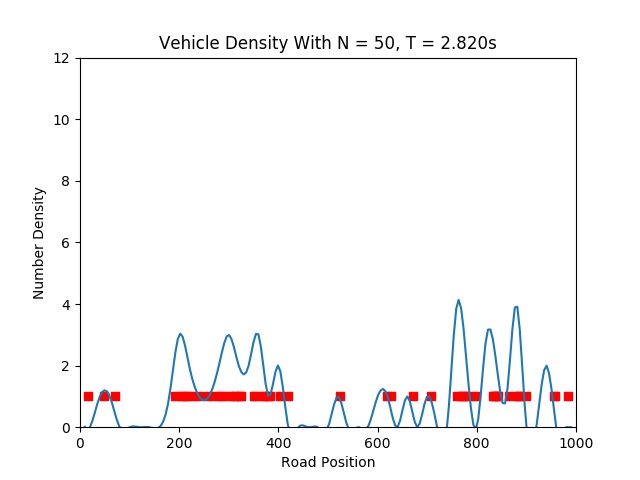 Vehicle Density With N = 50, T = 2.820s
12
10
8
6
4
2
0
Number Density
0 200 400 600 800 1000
Road Position